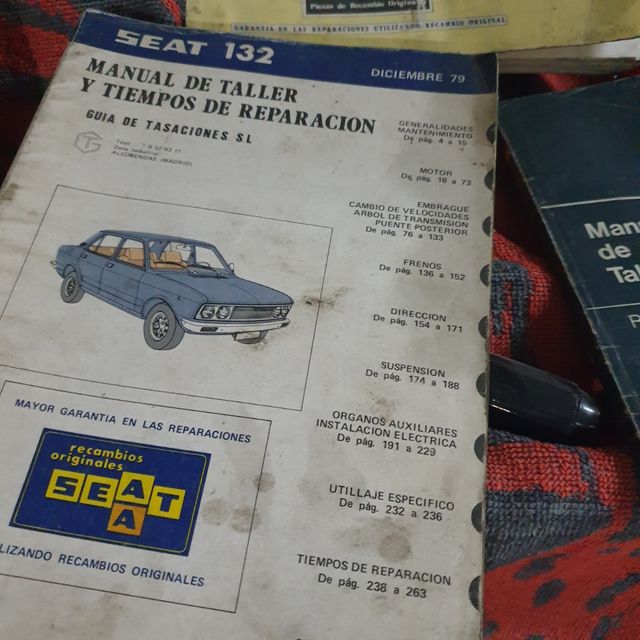 Piezas de Recambio Original
GARANTIA EN LAS REPARACIONES UTILIZANDO RECAMBIO ORIGINAL
SEAT 132
DICIEMBRE 79
MANUAL DE TALLER
Y TIEMPOS DE REPARACION
GUIA DE TASACIONES SL
Zona Industrial
ALCOBENDAS (MADRID)
GENERALIDADES
MANTENIMIENTO
De pág. 4 a 15
MOTOR
De pág. 18 a 73
EMBRAGUE
CAMBIO DE VELOCIDADES
ARBOL DE TRANSMISION
PUENTE POSTERIOR
De pág. 76 a 133
FRENOS
De pág. 136 a 152
DIRECCION
De pág. 154 a 171
SUSPENSION
De pág. 174 a 188
ORGANOS AUXILIARES
INSTALACION ELECTRICA
De pág. 191 a 229
UTILLAJE ESPECIFICO
De pág. 232 a 236
TIEMPOS DE REPARACION
De pág. 238 a 263
MAYOR GARANTIA EN LAS REPARACIONES
recambios
originales
SEAT
A
LIZANDO RECAMBIOS ORIGINALES
Manu
de
Tal